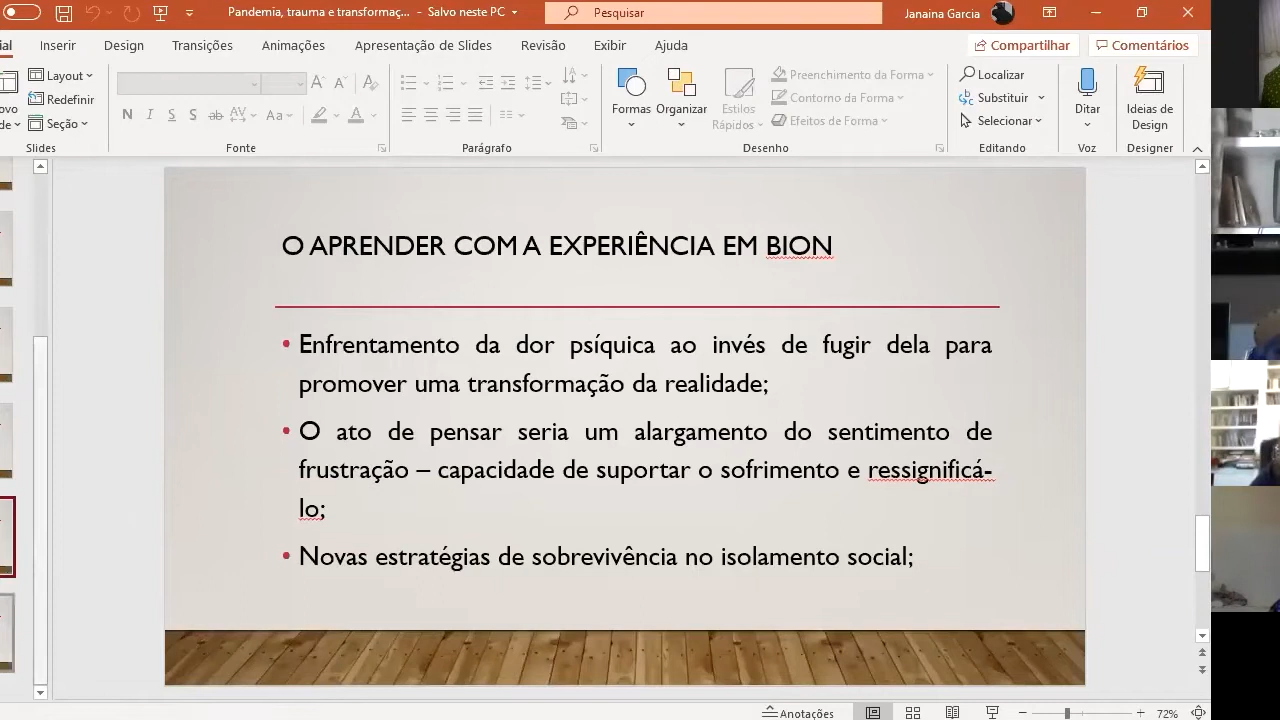 Pandemia, trauma e transformaç... - Salvo neste PC
Pesquisar
Janaina Garcia
Inserir Design Transições Animações Apresentação de Slides Revisão Exibir Ajuda
Compartilhar Comentários
Layout
Redefinir
Seção
Slides
N I S S ab AV Aa A
Fonte
Parágrafo
Formas
Organizar
Estilos
Rápidos
Preenchimento da Forma
Contorno da Forma
Efeitos de Forma
Desenho
Localizar
Substituir
Selecionar
Editando
Ditar
Voz
Ideias de
Design
Designer
O APRENDER COM A EXPERIÊNCIA EM BION
• Enfrentamento da dor psíquica ao invés de fugir dela para
promover uma transformação da realidade;
• O ato de pensar seria um alargamento do sentimento de
frustração – capacidade de suportar o sofrimento e ressignificá-
lo;
• Novas estratégias de sobrevivência no isolamento social;
Anotações
72%